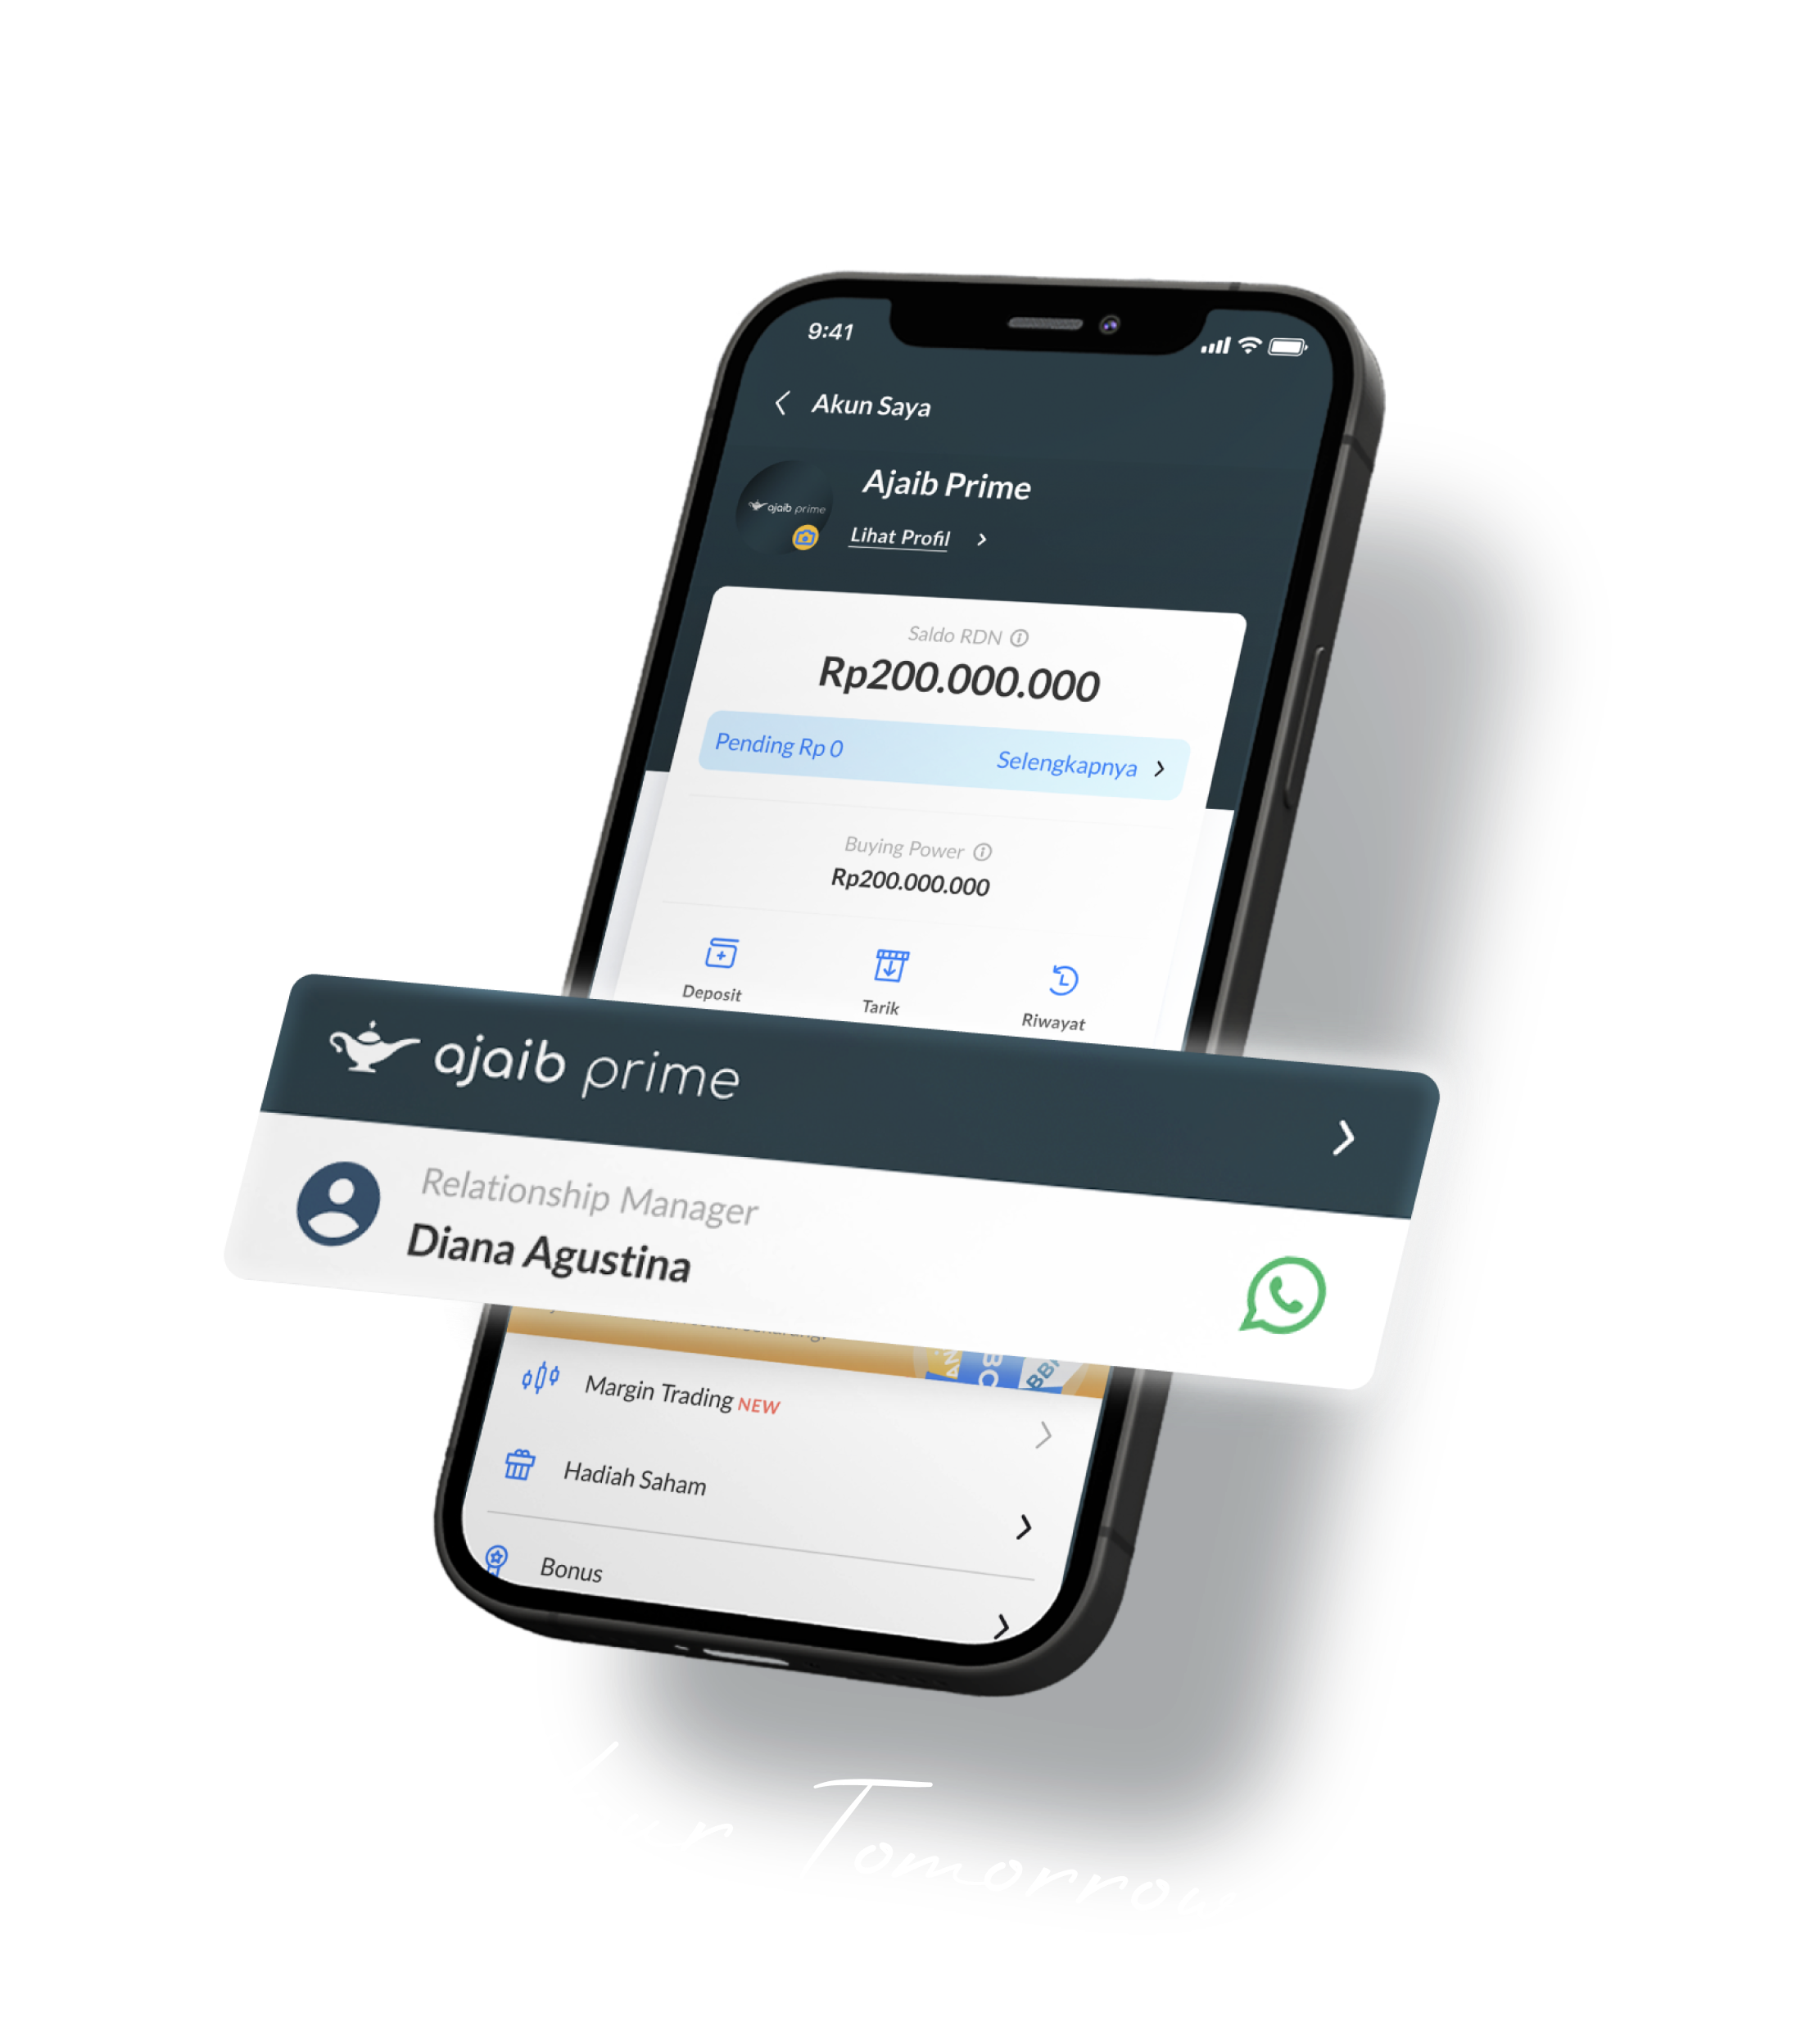 9:41
Akun Saya
Ajaib Prime
ajaib prime
Lihat Profil
Saldo RDN
Rp200.000.000
Pending Rp 0
Selengkapnya
Buying Power
Rp200.000.000
Deposit
Tarik
Riwayat
ajaib prime
Relationship Manager
Diana Agustina
Margin Trading NEW
Hadiah Saham
Bonus
Tomorrow